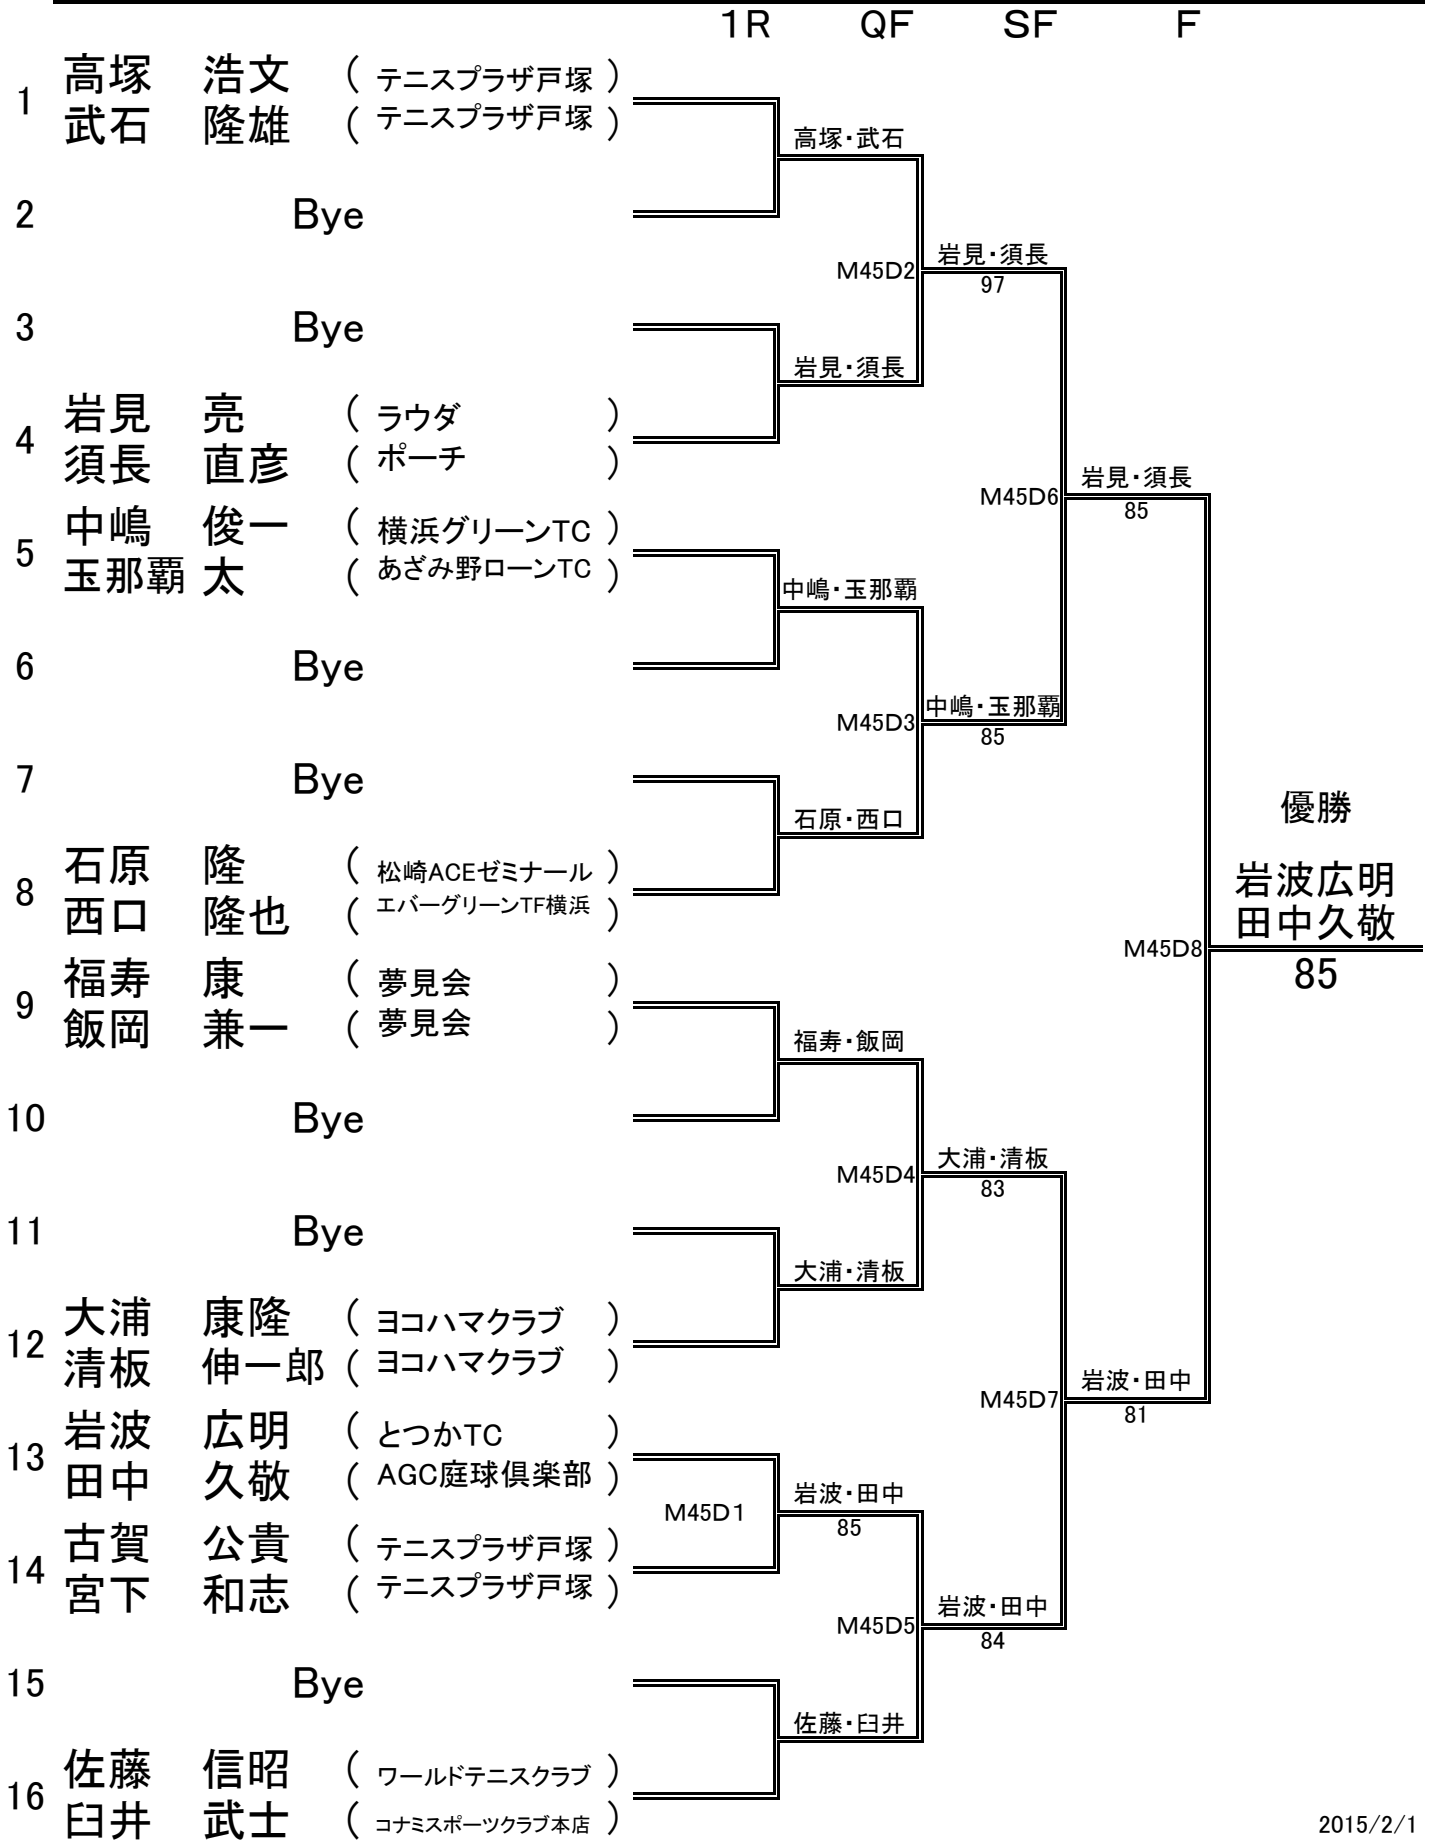 1R QF SF F
1 高塚 浩文 ( テニスプラザ戸塚 )
武石 隆雄 ( テニスプラザ戸塚 )
高塚・武石
2 Bye
M45D2 岩見・須長
97
3 Bye
岩見・須長
4 岩見 亮 ( ラウダ )
須長 直彦 ( ポーチ )
M45D6 岩見・須長
85
5 中嶋 俊一 ( 横浜グリーンTC )
玉那覇 太 ( あざみ野ローンTC )
中嶋・玉那覇
6 Bye
M45D3 中嶋・玉那覇
85
7 Bye
石原・西口
8 石原 隆 ( 松崎ACEゼミナール )
西口 隆也 ( エバーグリーンTF横浜 )
優勝
岩波広明
田中久敬
M45D8
85
9 福寿 康 ( 夢見会 )
飯岡 兼一 ( 夢見会 )
福寿・飯岡
10 Bye
M45D4 大浦・清板
83
11 Bye
大浦・清板
12 大浦 康隆 ( ヨコハマクラブ )
清板 伸一郎 ( ヨコハマクラブ )
M45D7 岩波・田中
81
13 岩波 広明 ( とつかTC )
田中 久敬 ( AGC庭球倶楽部 )
M45D1 岩波・田中
85
14 古賀 公貴 ( テニスプラザ戸塚 )
宮下 和志 ( テニスプラザ戸塚 )
M45D5 岩波・田中
84
15 Bye
佐藤・臼井
16 佐藤 信昭 ( ワールドテニスクラブ )
臼井 武士 ( コナミスポーツクラブ本店 )
2015/2/1